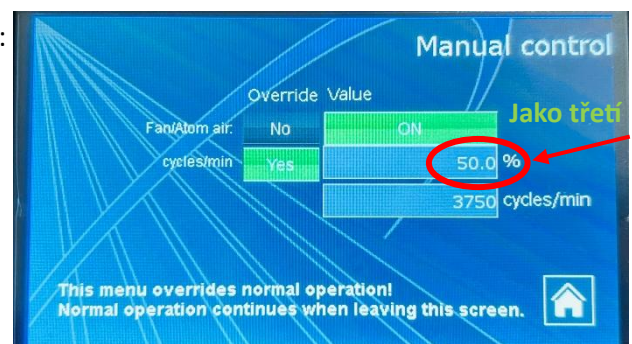 :
Manual control
Override Value
Jako třetí
Fan/Atom air: No ON
cycles/min Yes 50.0 %
3750 cycles/min
This menu overrides normal operation!
Normal operation continues when leaving this screen.